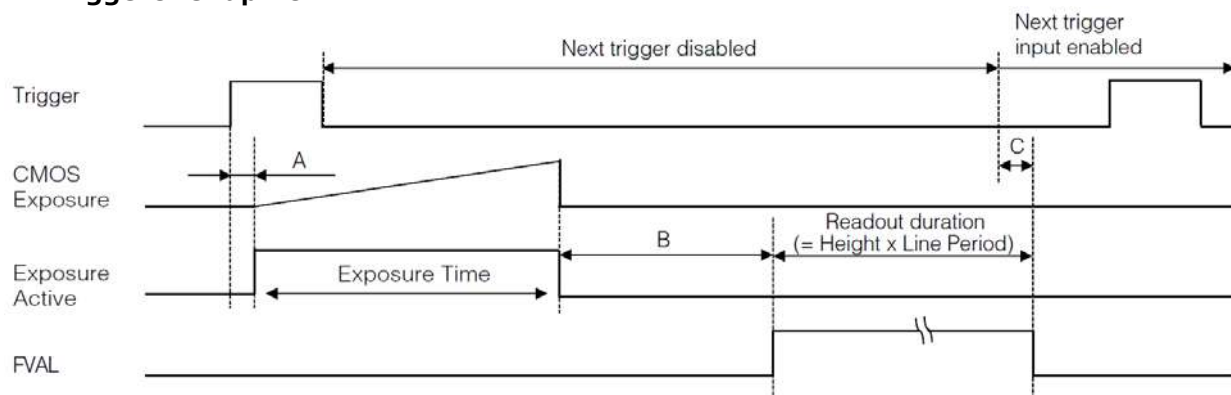 Next trigger disabled
Next trigger
input enabled
Trigger
A
C
CMOS
Exposure
B
Readout duration
(= Height x Line Period)
Exposure
Active
Exposure Time
FVAL